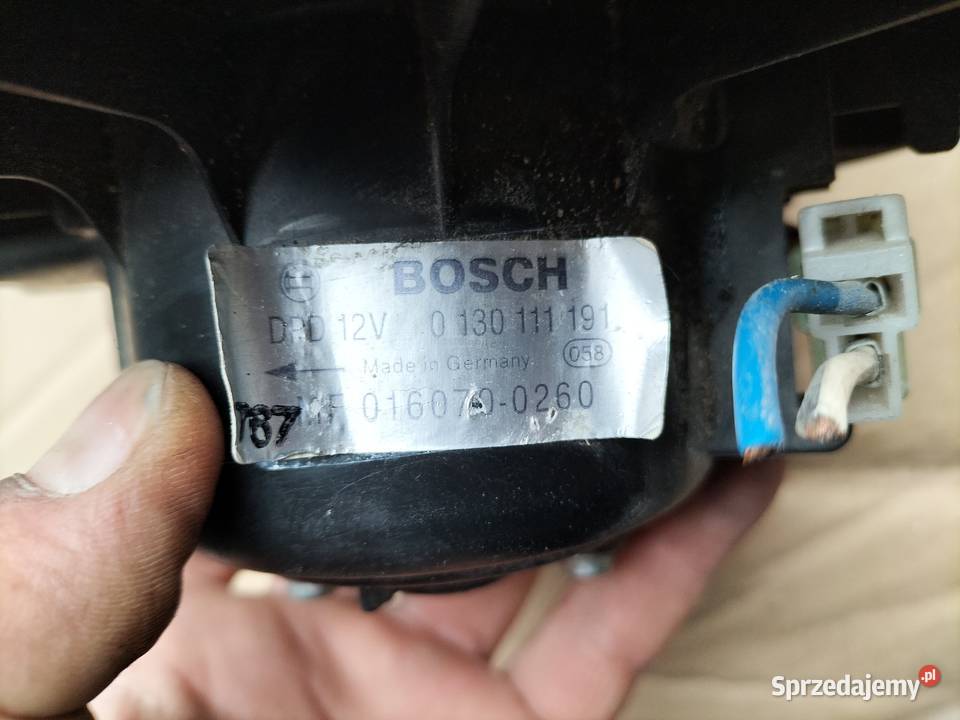 BOSCH
DPD 12V 0 130 111 191
Made in Germany 058
MF 016070-0260
787
Sprzedajemy.pl